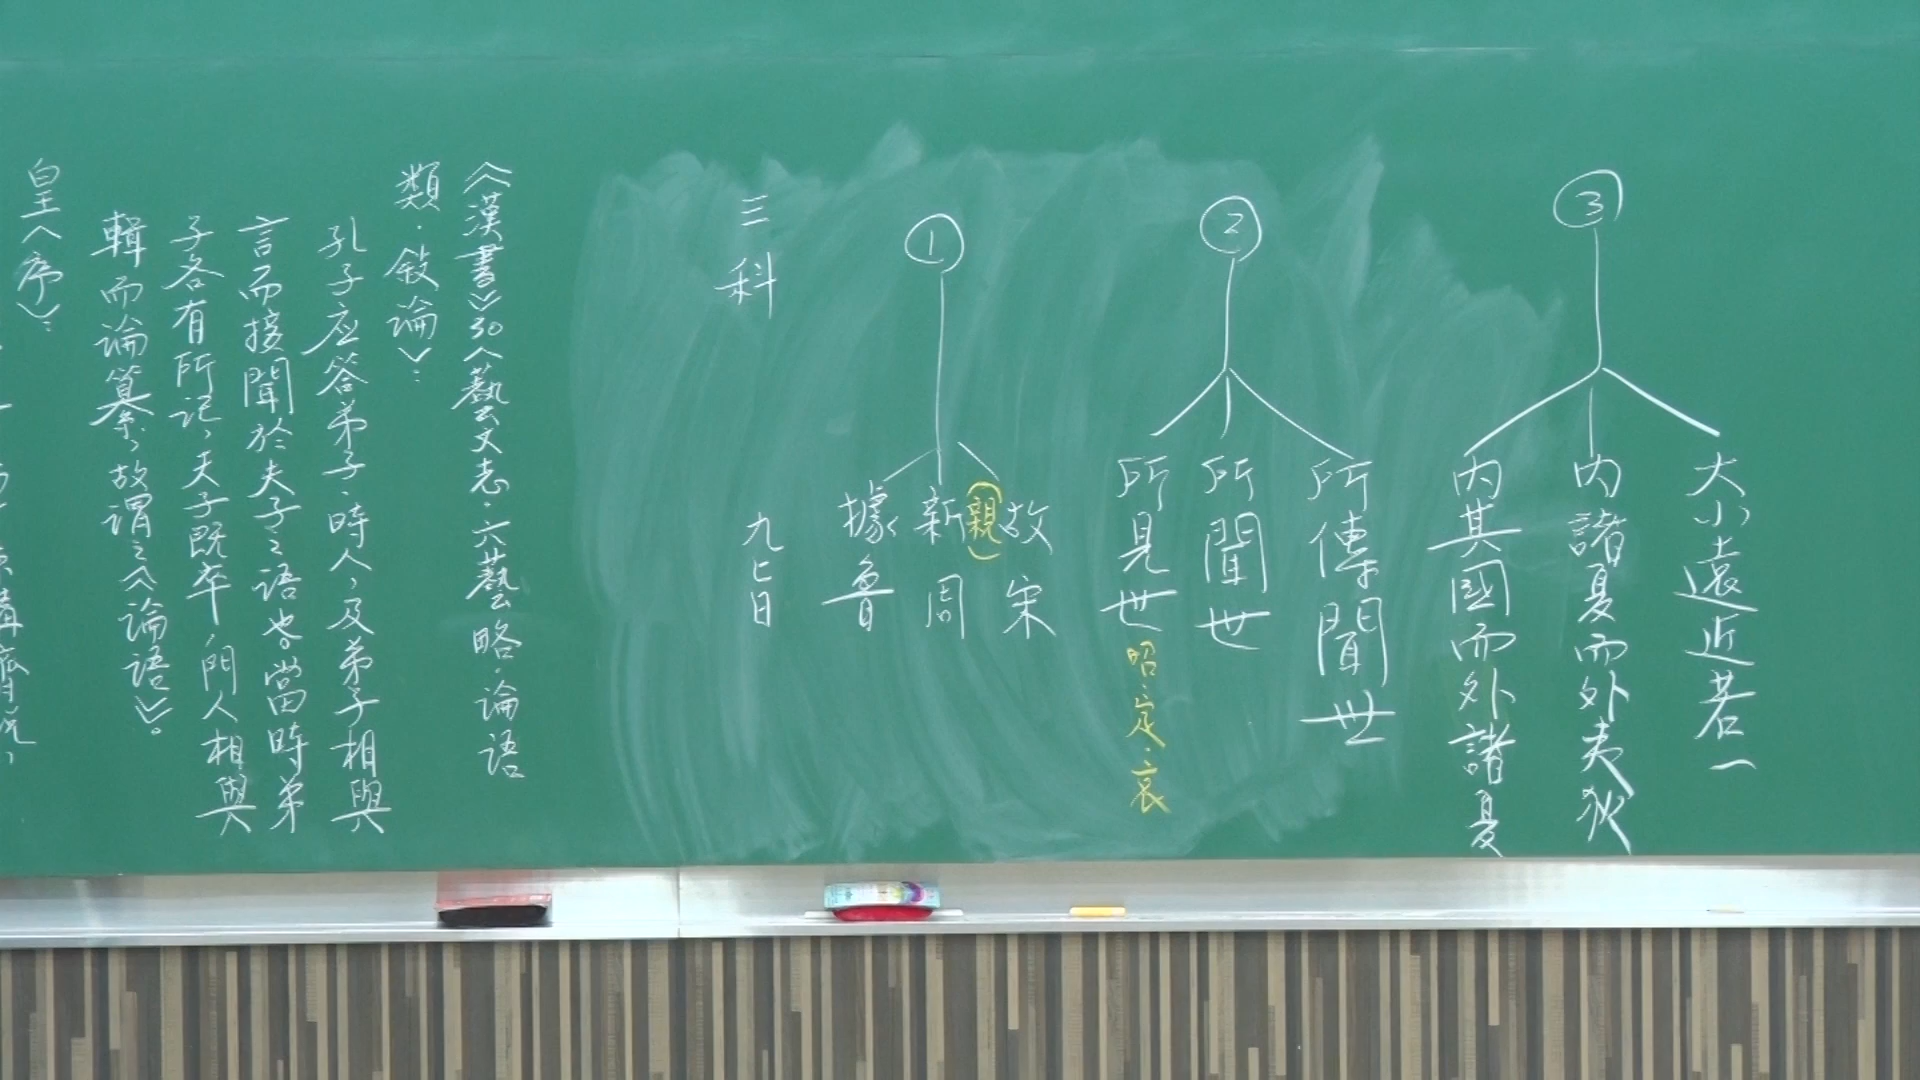 ③
大小遠近若一
內諸夏而外夷狄
內其國而外諸夏
②
所傳聞世
所聞世
所見世 昭、定、哀
①
故宋
新(親)周
據魯
三科
九㫖
《漢書》30〈藝文志·六藝略·論語
類·敘論〉:
孔子应答弟子、時人,及弟子相與
言而接聞於夫子之語也。當時弟
子各有所記,夫子既卒,門人相與
輯而論篹,故謂之《論語》。
皇〈序〉: